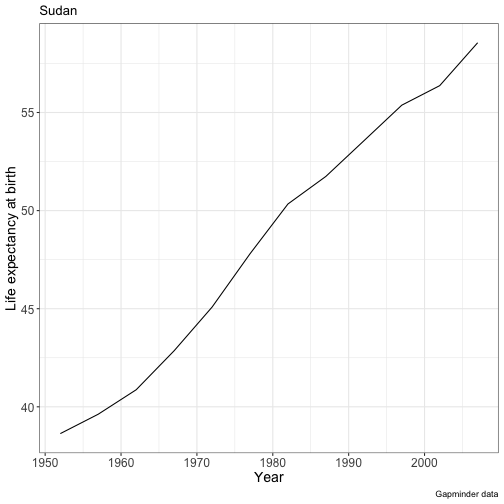 Sudan
Life expectancy at birth
55
50
45
40
1950 1960 1970 1980 1990 2000
Year
Gapminder data